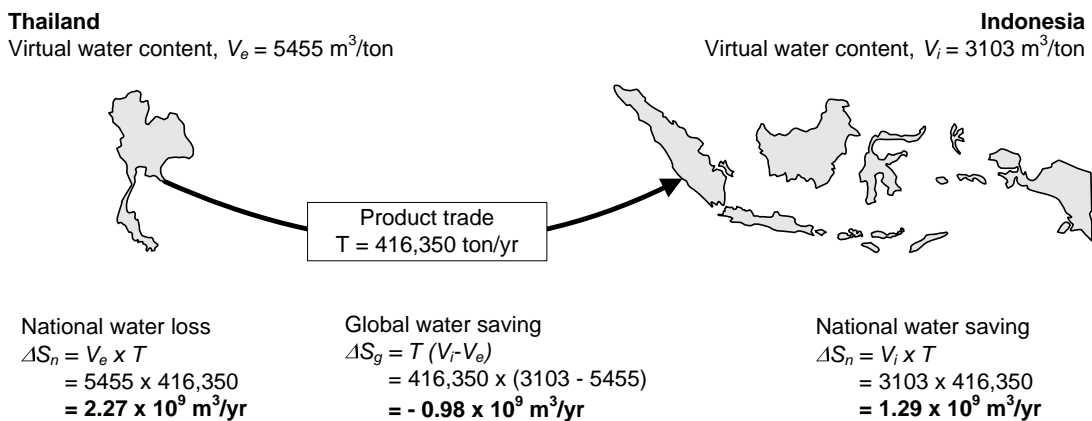 Thailand
Virtual water content, Vₑ = 5455 m³/ton
Indonesia
Virtual water content, Vᵢ = 3103 m³/ton
Product trade
T = 416,350 ton/yr
National water loss
ΔSₙ = Vₑ x T
= 5455 x 416,350
= 2.27 x 10⁹ m³/yr
Global water saving
ΔS_g = T (Vᵢ-Vₑ)
= 416,350 x (3103 - 5455)
= - 0.98 x 10⁹ m³/yr
National water saving
ΔSₙ = Vᵢ x T
= 3103 x 416,350
= 1.29 x 10⁹ m³/yr